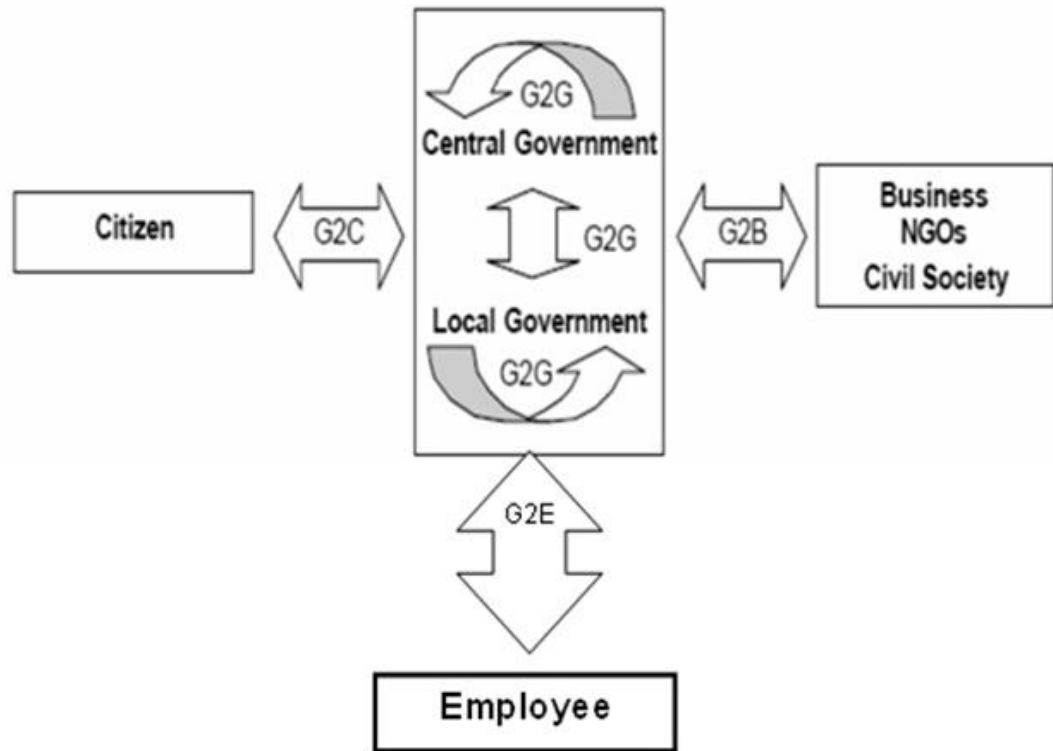 G2G
Central Government
Citizen
G2C
G2G
G2B
Business
NGOs
Civil Society
Local Government
G2G
G2E
Employee